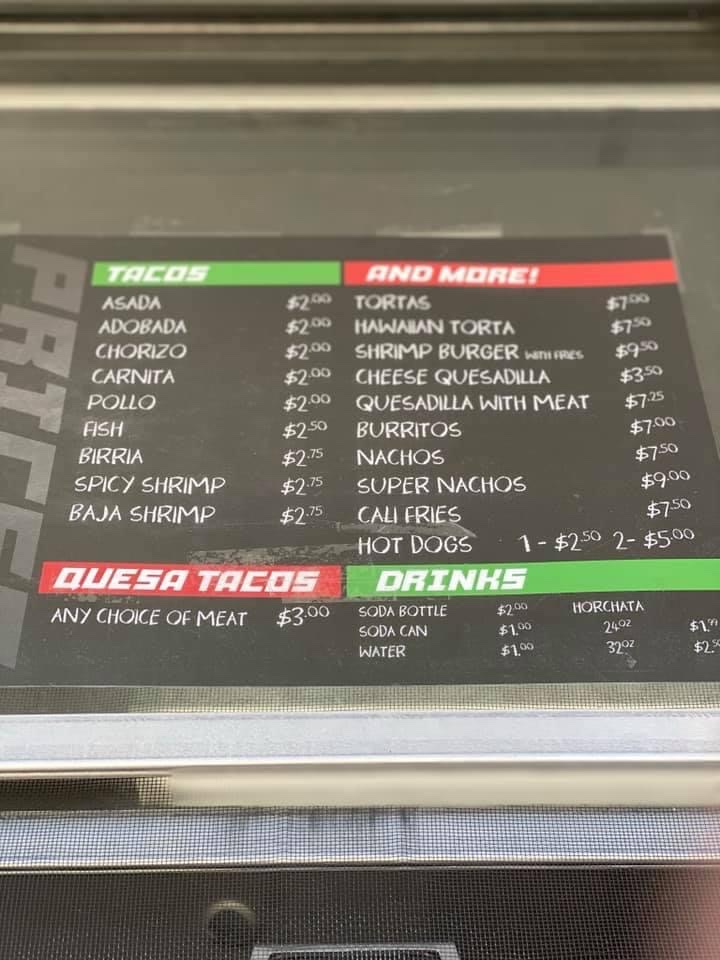 PRICE
TACOS
ASADA $2.00
ADOBADA $2.00
CHORIZO $2.00
CARNITA $2.00
POLLO $2.00
FISH $2.50
BIRRIA $2.75
SPICY SHRIMP $2.75
BAJA SHRIMP $2.75
QUESA TACOS
ANY CHOICE OF MEAT $3.00
AND MORE!
TORTAS $7.00
HAWAIIAN TORTA $7.50
SHRIMP BURGER WITH FRIES $9.50
CHEESE QUESADILLA $3.50
QUESADILLA WITH MEAT $7.25
BURRITOS $7.00
NACHOS $7.50
SUPER NACHOS $9.00
CALI FRIES $7.50
HOT DOGS 1 - $2.50 2- $5.00
DRINKS
SODA BOTTLE $2.00
SODA CAN $1.00
WATER $1.00
HORCHATA
24OZ
32OZ